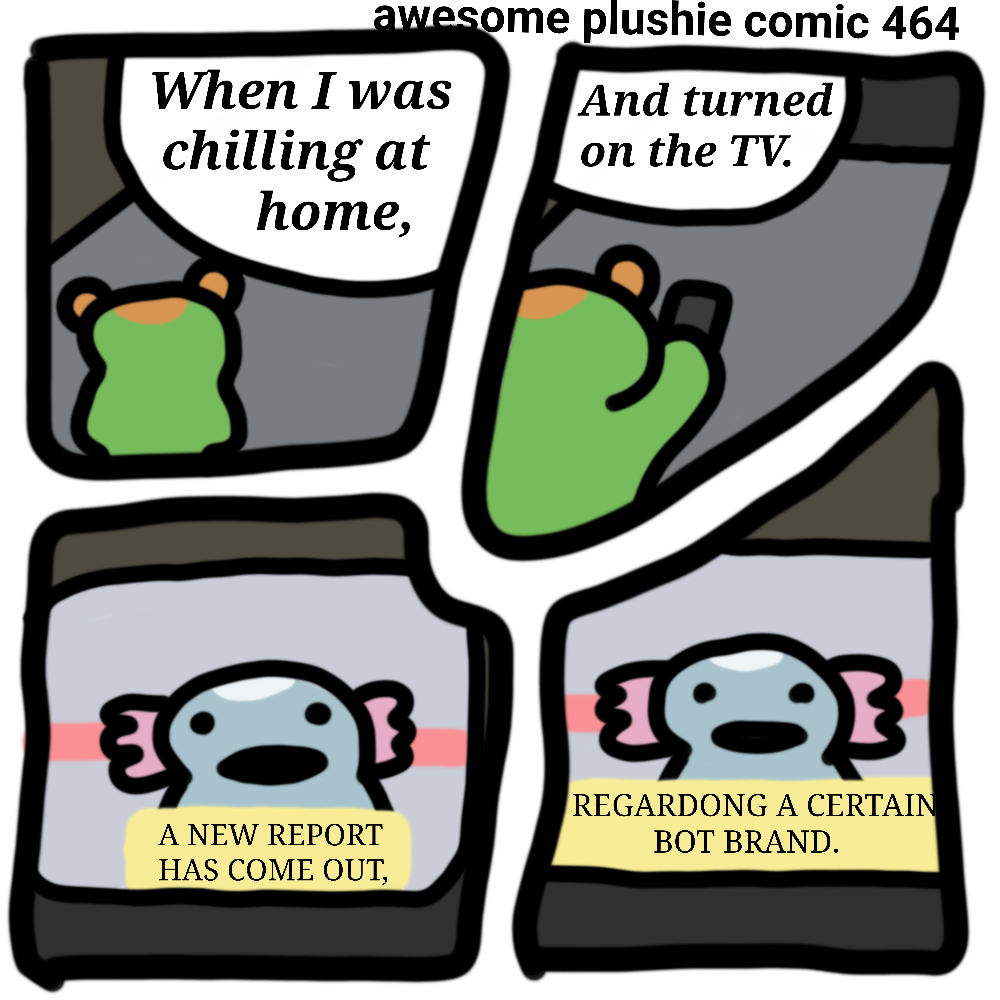 awesome plushie comic 464
When I was
chilling at
home,
And turned
on the TV.
A NEW REPORT
HAS COME OUT,
REGARDONG A CERTAIN
BOT BRAND.